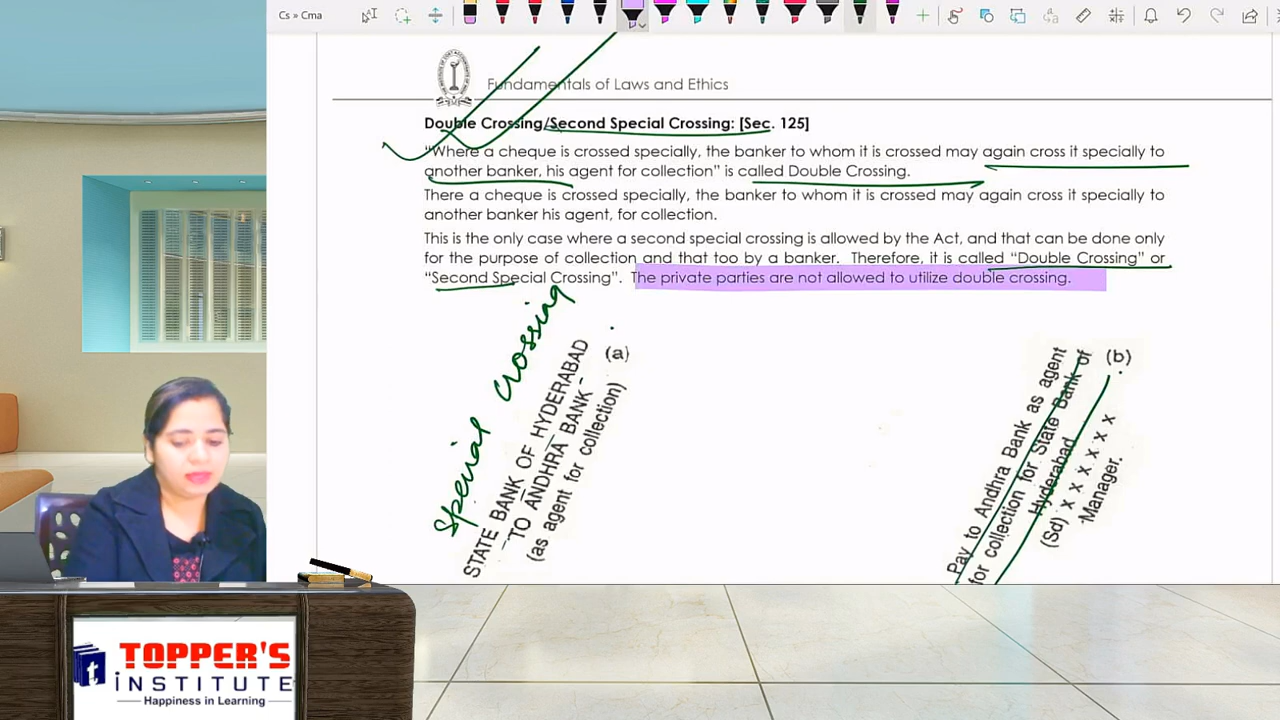 Cs » Cma
Fundamentals of Laws and Ethics
Double Crossing/Second Special Crossing: [Sec. 125]
“Where a cheque is crossed specially, the banker to whom it is crossed may again cross it specially to
another banker, his agent for collection” is called Double Crossing.
There a cheque is crossed specially, the banker to whom it is crossed may again cross it specially to
another banker his agent, for collection.
This is the only case where a second special crossing is allowed by the Act, and that can be done only
for the purpose of collection and that too by a banker. Therefore, it is called “Double Crossing” or
“Second Special Crossing”. The private parties are not allowed to utilize double crossing.
Special Crossing
STATE BANK OF HYDERABAD
TO ANDHRA BANK
(as agent for collection)
(a)
Pay to Andhra Bank as agent
for collection for State Bank of
Hyderabad
(Sd) x x x x x x
Manager.
(b)
t
TOPPER'S
INSTITUTE
Happiness in Learning